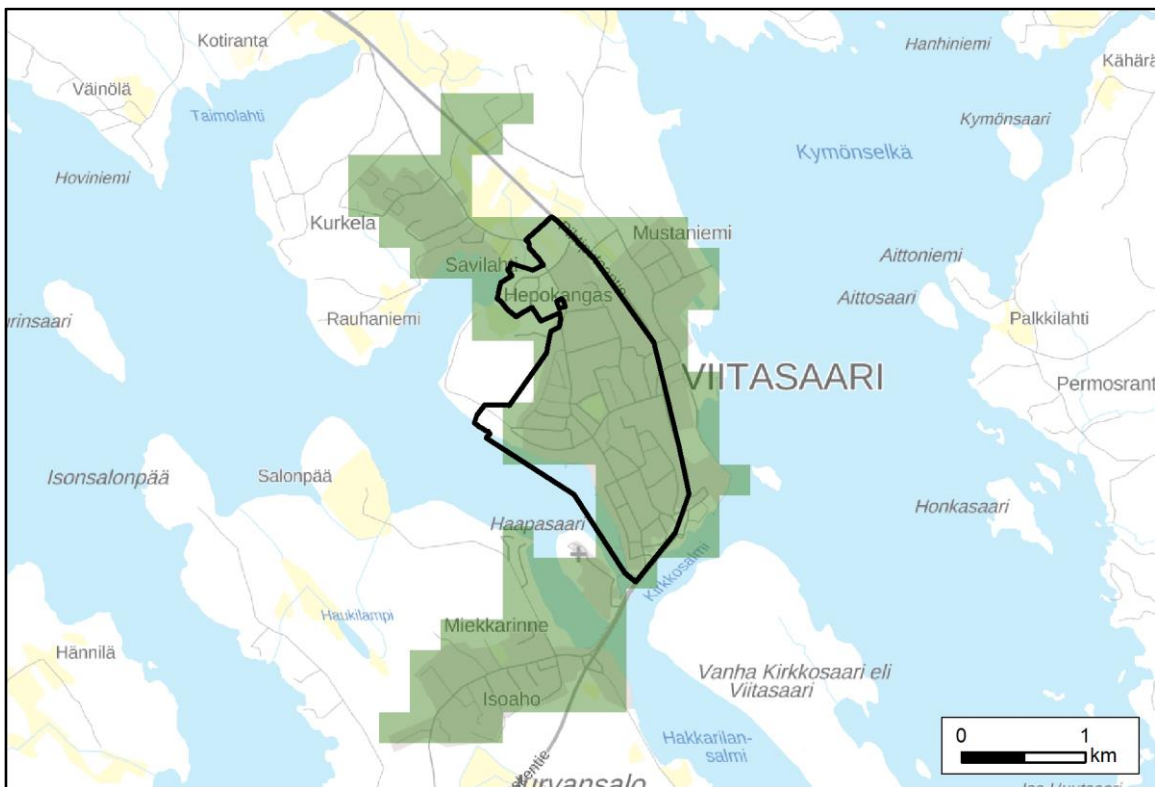 Kotiranta
Hanhiniemi
Kähärä
Väinölä
Taimolahti
Kymönsaari
Kymönselkä
Hoviniemi
Kurkela
Mustaniemi
Savilahti
Aittoniemi
Hepokangas
Aittosaari
Rauhaniemi
Palkkilahti
VIITASAARI
Permosrant
Isonsalonpää
Salonpää
Honkasaari
Haapasaari
Kirkkosalmi
Haukilampi
Miekkarinne
Hännilä
Vanha Kirkkosaari eli
Viitasaari
Isoaho
Hakkarilan-
salmi
0 1
km